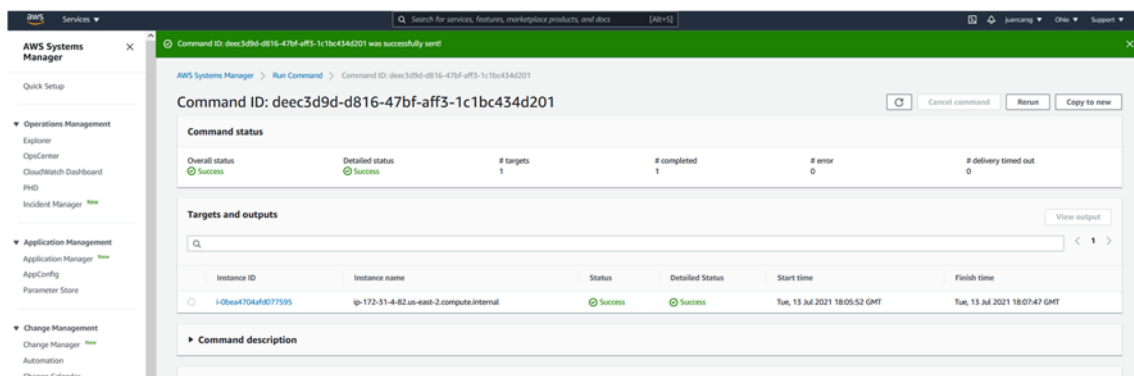 aws Services ▼ Search for services, features, marketplace products, and docs [Alt+S] juancang ▼ Ohio ▼ Support ▼
AWS Systems Manager ×
Command ID: deec3d9d-d816-47bf-aff3-1c1bc434d201 was successfully sent!
Quick Setup
▼ Operations Management
Explorer
OpsCenter
CloudWatch Dashboard
PHD
Incident Manager New
▼ Application Management
Application Manager New
AppConfig
Parameter Store
▼ Change Management
Change Manager New
Automation
Change Calendar
AWS Systems Manager > Run Command > Command ID: deec3d9d-d816-47bf-aff3-1c1bc434d201
Command ID: deec3d9d-d816-47bf-aff3-1c1bc434d201
Cancel command Rerun Copy to new
Command status
Overall status Detailed status # targets # completed # error # delivery timed out
Success Success 1 1 0 0
Targets and outputs
View output
< 1 >
Instance ID Instance name Status Detailed Status Start time Finish time
i-0bea4704afd077595 ip-172-31-4-82.us-east-2.compute.internal Success Success Tue, 13 Jul 2021 18:05:52 GMT Tue, 13 Jul 2021 18:07:47 GMT
▶ Command description